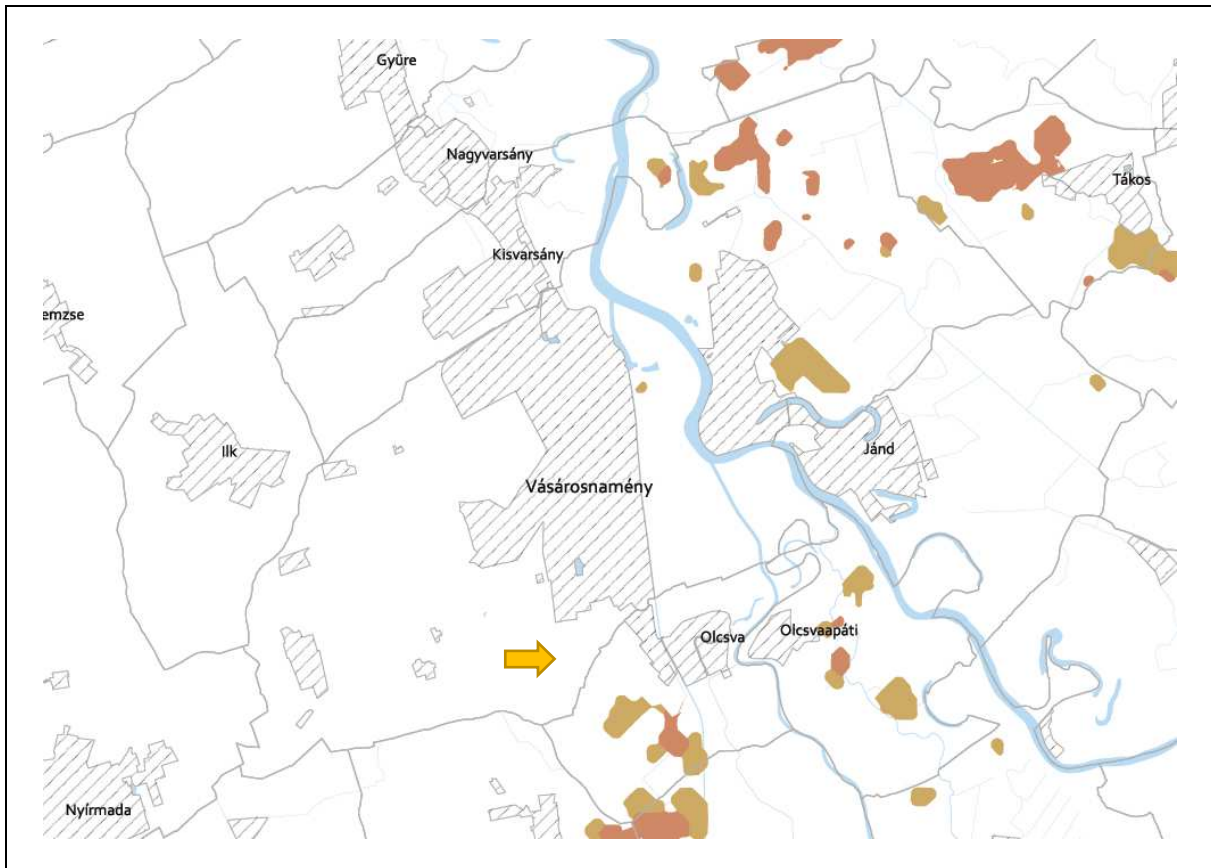 Gyüre
Nagyvarsány
Tákos
Kisvarsány
emzse
Ilk
Jánd
Vásárosnamény
Olcsva
Olcsvaapáti
Nyírmada